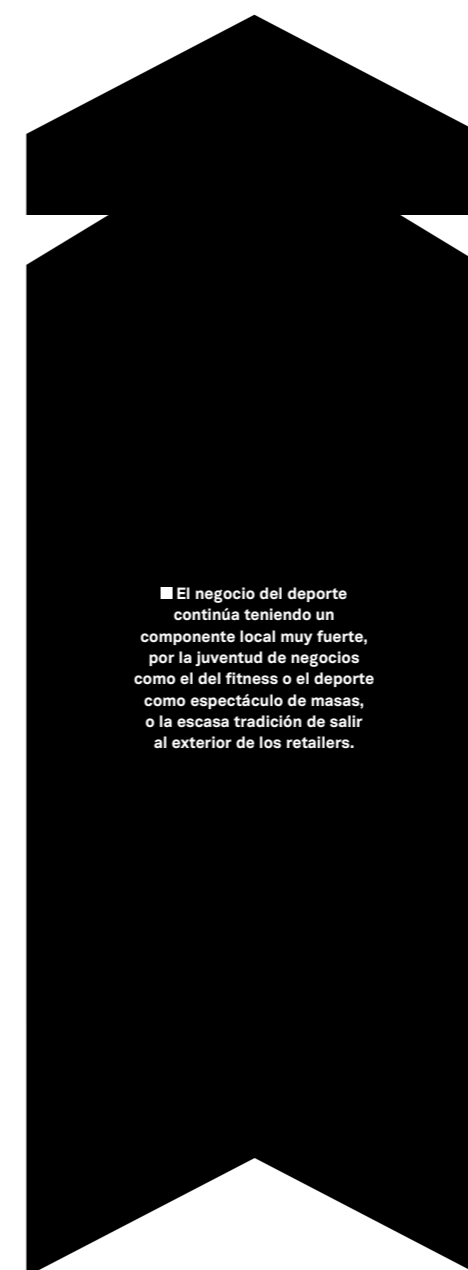 ■ El negocio del deporte
continúa teniendo un
componente local muy fuerte,
por la juventud de negocios
como el del fitness o el deporte
como espectáculo de masas,
o la escasa tradición de salir
al exterior de los retailers.